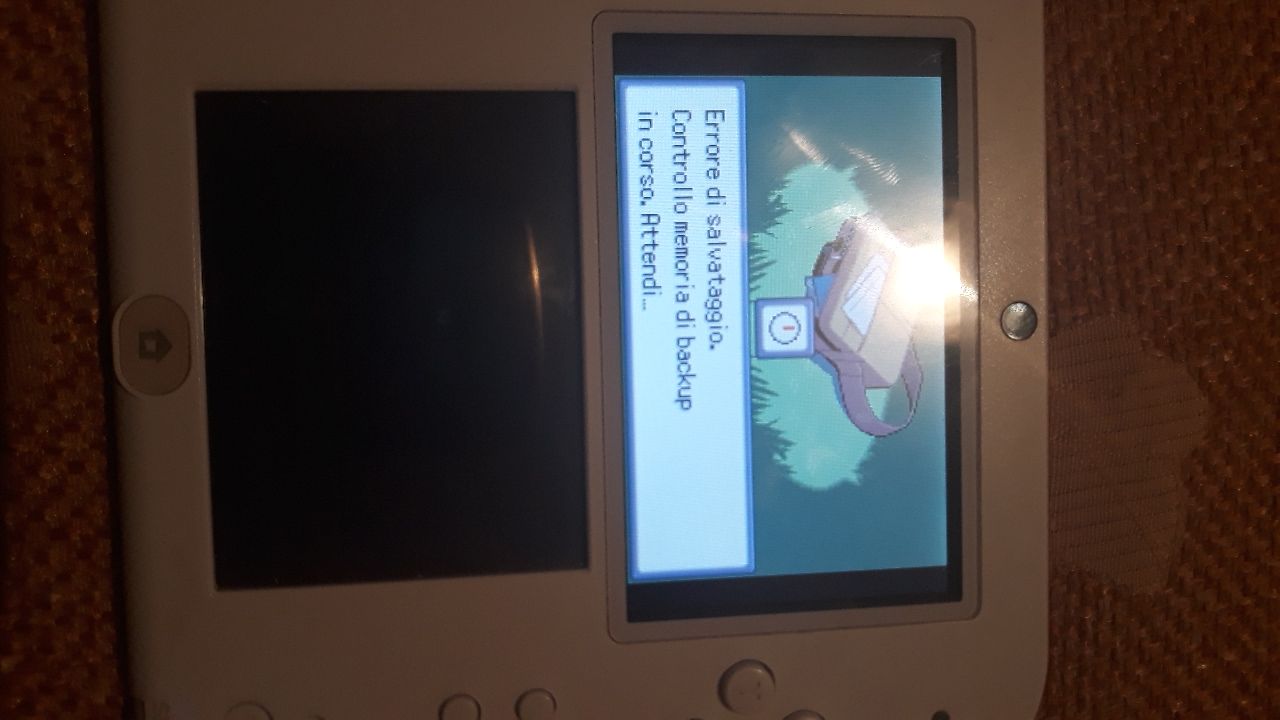 Errore di salvataggio.
Controllo memoria di backup
in corso. Attendi...